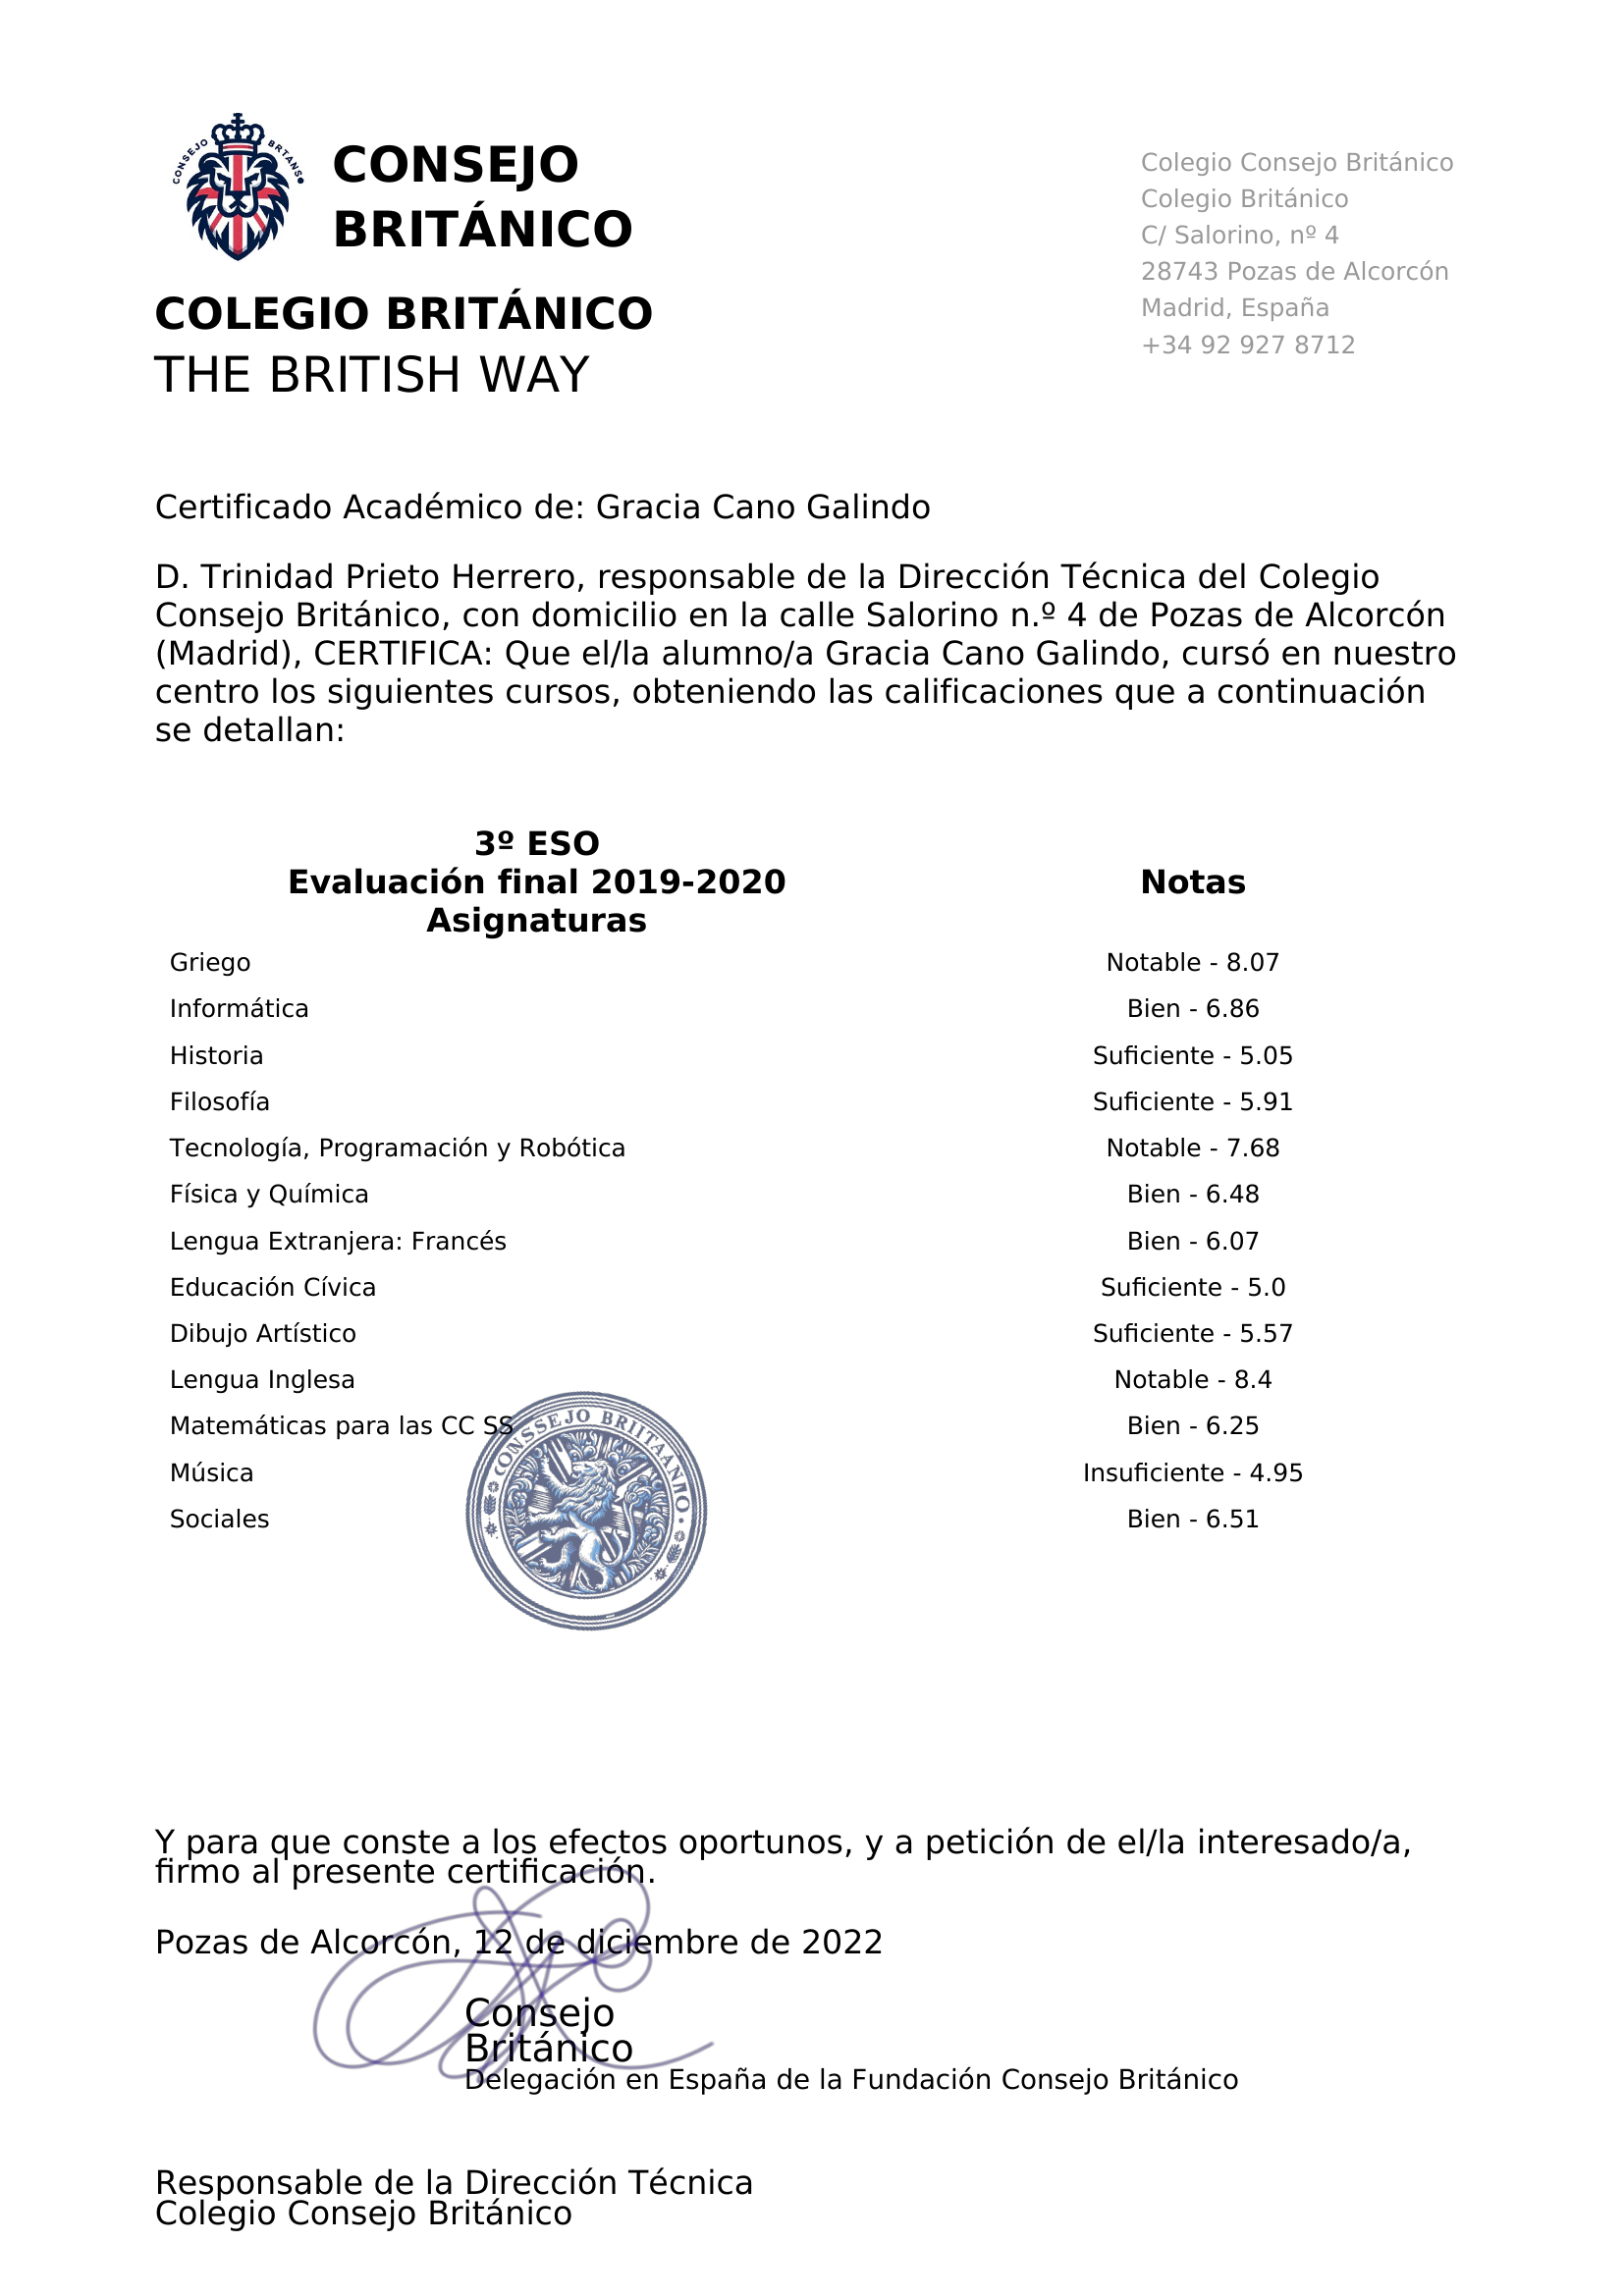 CONSEJO BRTANS
CONSEJO
BRITÁNICO
COLEGIO BRITÁNICO
THE BRITISH WAY
Colegio Consejo Británico
Colegio Británico
C/ Salorino, nº 4
28743 Pozas de Alcorcón
Madrid, España
+34 92 927 8712
Certificado Académico de: Gracia Cano Galindo
D. Trinidad Prieto Herrero, responsable de la Dirección Técnica del Colegio
Consejo Británico, con domicilio en la calle Salorino n.º 4 de Pozas de Alcorcón
(Madrid), CERTIFICA: Que el/la alumno/a Gracia Cano Galindo, cursó en nuestro
centro los siguientes cursos, obteniendo las calificaciones que a continuación
se detallan:
3º ESO
Evaluación final 2019-2020
Asignaturas
Notas
Griego Notable - 8.07
Informática Bien - 6.86
Historia Suficiente - 5.05
Filosofía Suficiente - 5.91
Tecnología, Programación y Robótica Notable - 7.68
Física y Química Bien - 6.48
Lengua Extranjera: Francés Bien - 6.07
Educación Cívica Suficiente - 5.0
Dibujo Artístico Suficiente - 5.57
Lengua Inglesa Notable - 8.4
Matemáticas para las CC SS Bien - 6.25
Música Insuficiente - 4.95
Sociales Bien - 6.51
CONSSEJO
Y para que conste a los efectos oportunos, y a petición de el/la interesado/a,
firmo al presente certificación.
Pozas de Alcorcón, 12 de diciembre de 2022
Consejo
Británico
Delegación en España de la Fundación Consejo Británico
Responsable de la Dirección Técnica
Colegio Consejo Británico